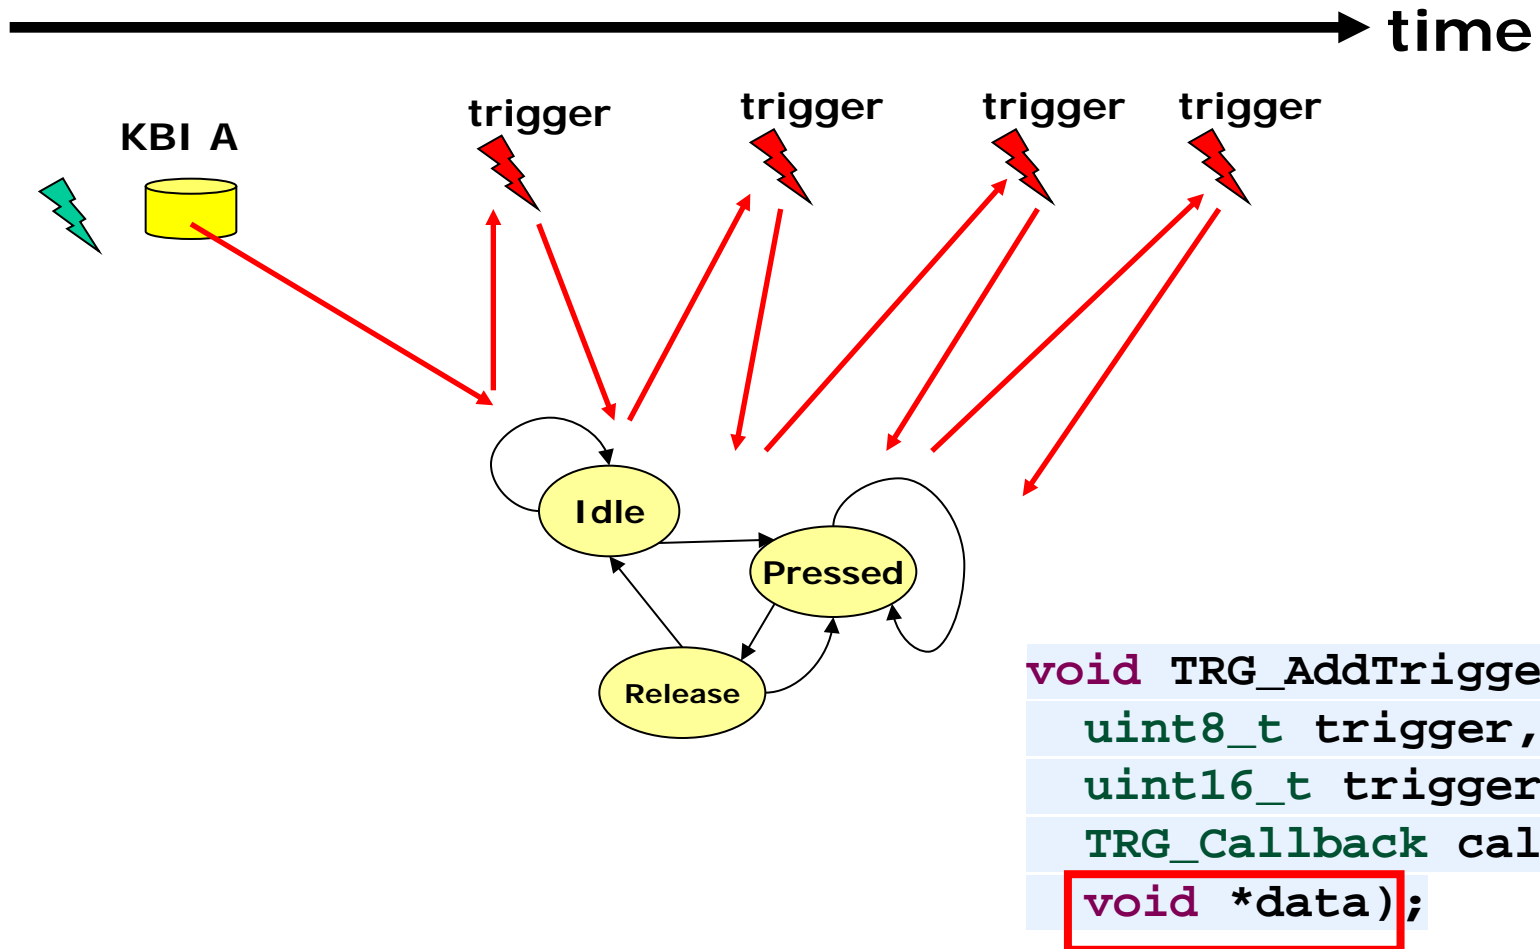 time
trigger trigger trigger trigger
KBI A
Idle
Pressed
Release
void TRG_AddTrigge
uint8_t trigger,
uint16_t trigger
TRG_Callback cal
void *data);